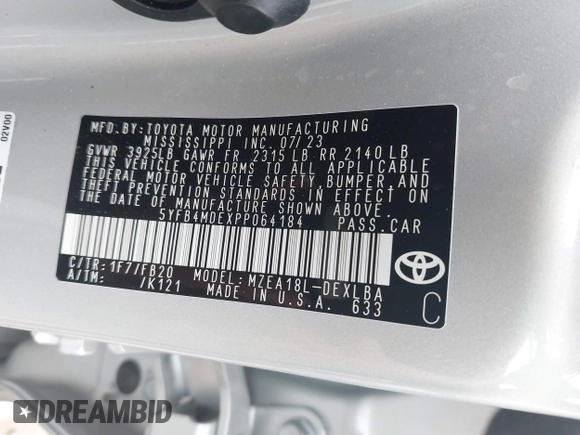 MFD. BY: TOYOTA MOTOR MANUFACTURING
MISSISSIPPI INC. 07/23
GVWR 3925LB GAWR FR 2315 LB RR 2140 LB
THIS VEHICLE CONFORMS TO ALL APPLICABLE
FEDERAL MOTOR VEHICLE SAFETY, BUMPER, AND
THEFT PREVENTION STANDARDS IN EFFECT ON
THE DATE OF MANUFACTURE SHOWN ABOVE.
5YFB4MDEXPP064184 PASS. CAR
C/TR: 1F7/FB20 MODEL: MZEA18L-DEXLBA
A/TM: /K121 MADE IN U.S.A. 633
C
02V00
DREAMBID